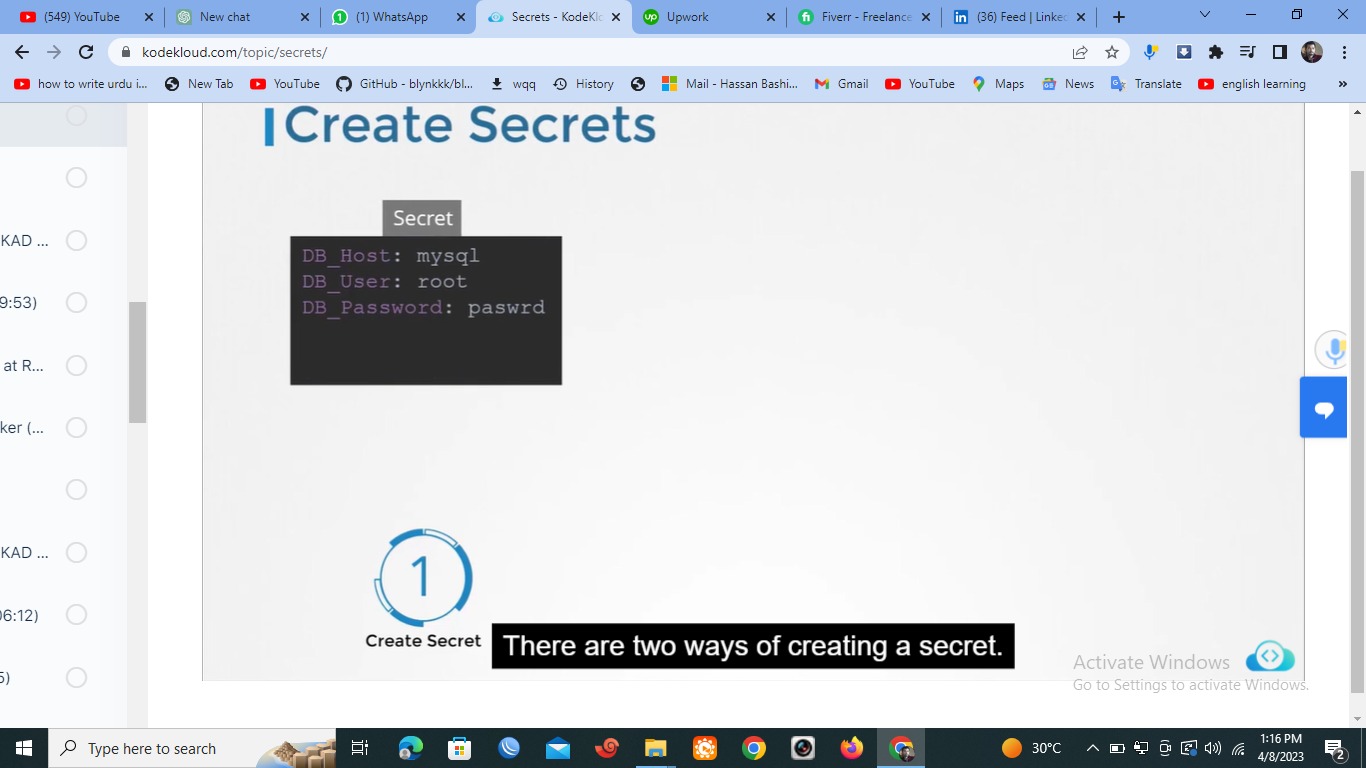 (549) YouTube
New chat
(1) WhatsApp
Secrets - KodeKlo
Upwork
Fiverr - Freelance
(36) Feed | Linked
kodekloud.com/topic/secrets/
how to write urdu i...
New Tab
YouTube
GitHub - blynkkk/bl...
wqq
History
Mail - Hassan Bashi...
Gmail
YouTube
Maps
News
Translate
english learning
»
Create Secrets
Secret
DB_Host: mysql
DB_User: root
DB_Password: paswrd
KAD ...
9:53)
at R...
ker (...
KAD ...
06:12)
5)
1
Create Secret
There are two ways of creating a secret.
Activate Windows
Go to Settings to activate Windows.
Type here to search
30°C
1:16 PM
4/8/2023
2